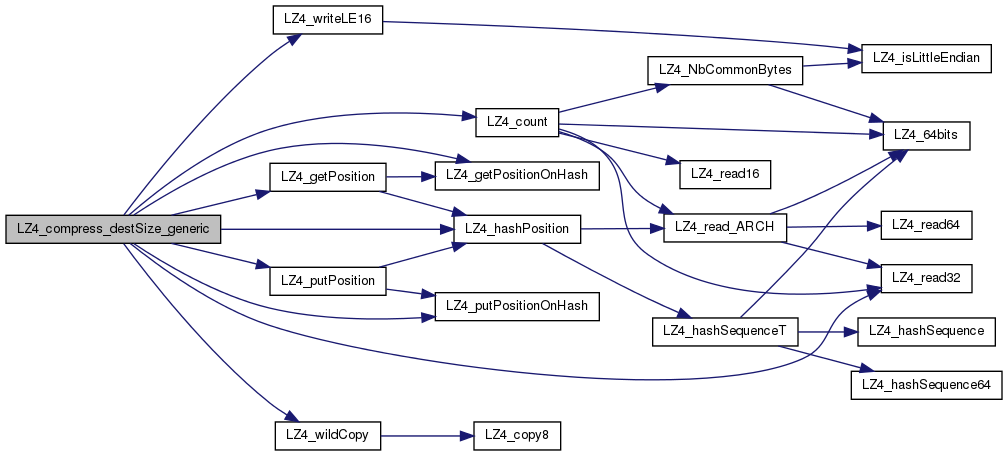 LZ4_writeLE16
LZ4_isLittleEndian
LZ4_NbCommonBytes
LZ4_count
LZ4_64bits
LZ4_getPosition
LZ4_getPositionOnHash
LZ4_read16
LZ4_compress_destSize_generic
LZ4_hashPosition
LZ4_read_ARCH
LZ4_read64
LZ4_putPosition
LZ4_read32
LZ4_putPositionOnHash
LZ4_hashSequenceT
LZ4_hashSequence
LZ4_hashSequence64
LZ4_wildCopy
LZ4_copy8